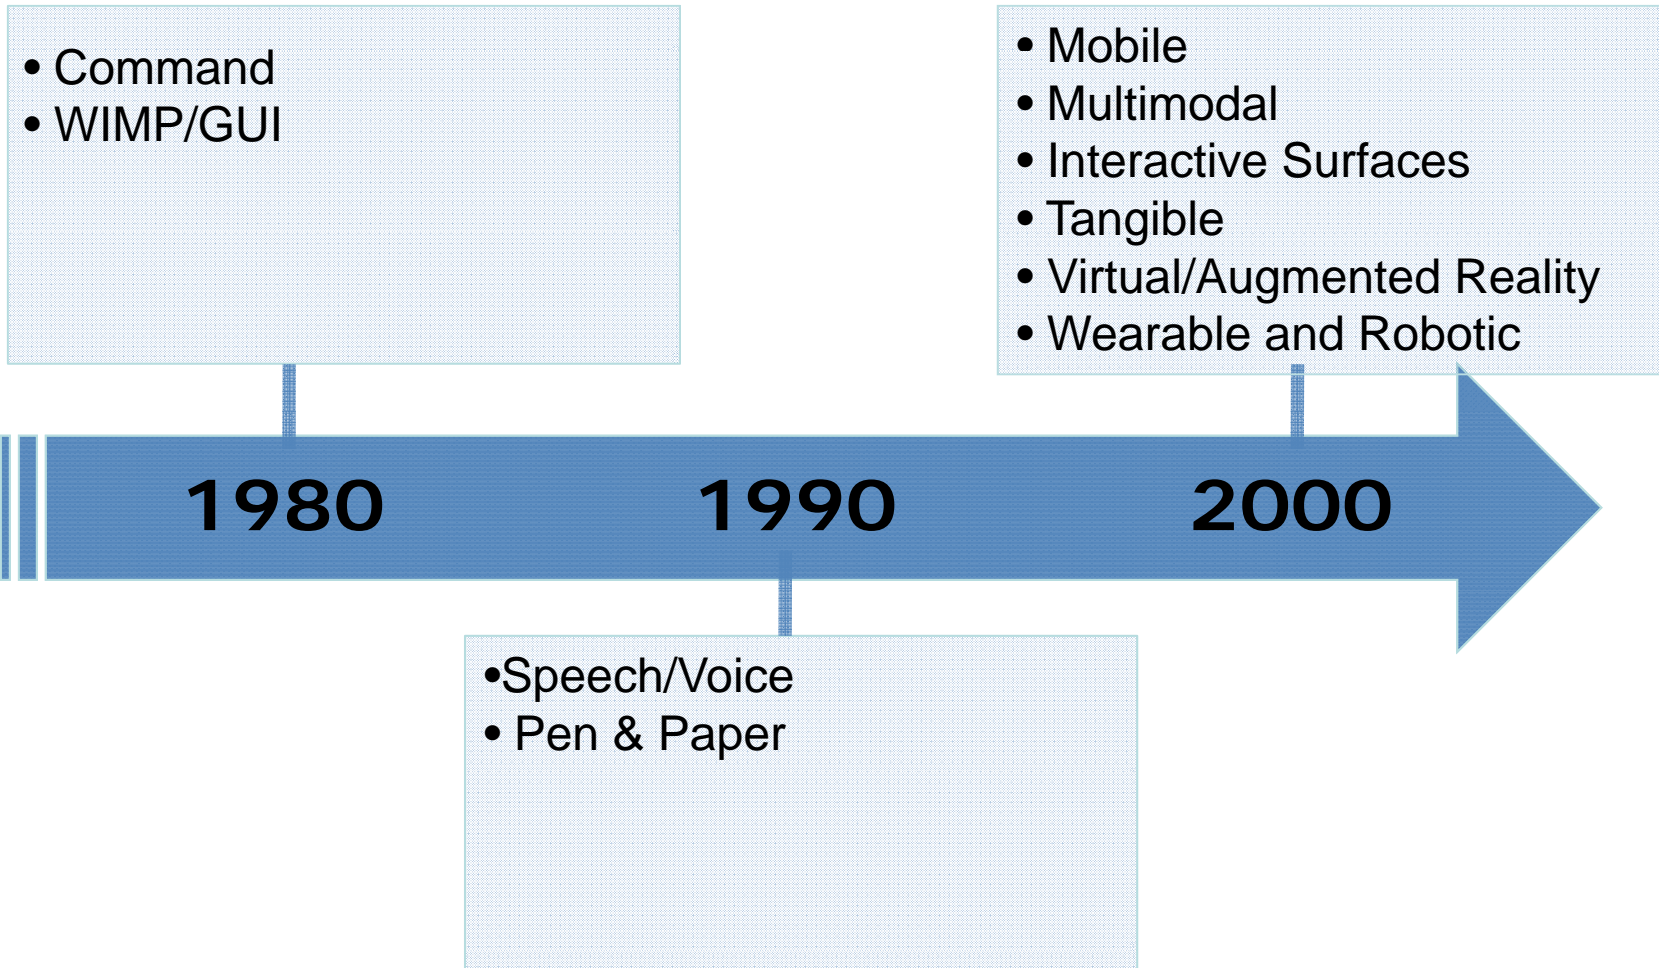 • Command
• WIMP/GUI
• Mobile
• Multimodal
• Interactive Surfaces
• Tangible
• Virtual/Augmented Reality
• Wearable and Robotic
1980
1990
2000
•Speech/Voice
• Pen & Paper